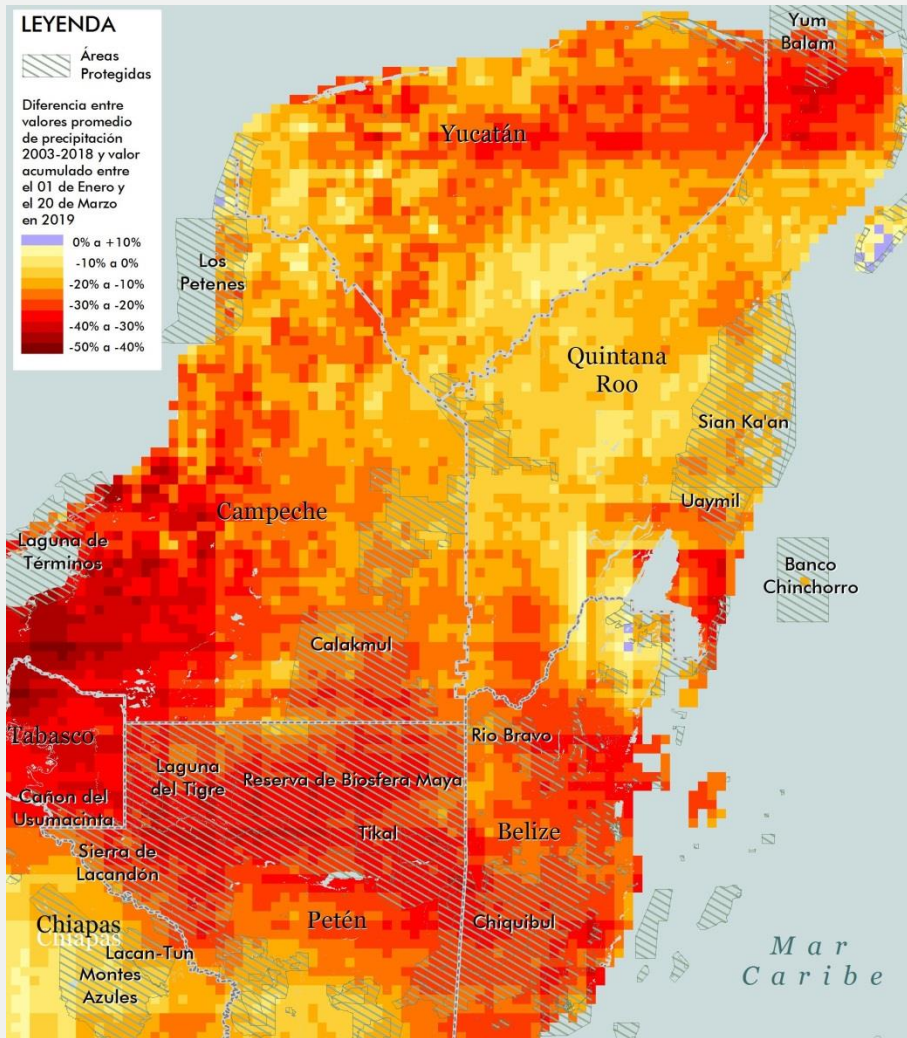 LEYENDA
Áreas
Protegidas
Diferencia entre
valores promedio
de precipitación
2003-2018 y valor
acumulado entre
el 01 de Enero y
el 20 de Marzo
en 2019
0% a +10%
-10% a 0%
-20% a -10%
-30% a -20%
-40% a -30%
-50% a -40%
Yum
Balam
Yucatán
Los
Petenes
Quintana
Roo
Sian Ka'an
Uaymil
Campeche
Laguna de
Términos
Banco
Chinchorro
Calakmul
Tabasco
Rio Bravo
Laguna
del Tigre
Reserva de Biosfera Maya
Cañon del
Usumacinta
Tikal
Belize
Sierra de
Lacandón
Petén
Chiquibul
Chiapas
Chiapas
Lacan-Tun
Montes
Azules
Mar
Caribe